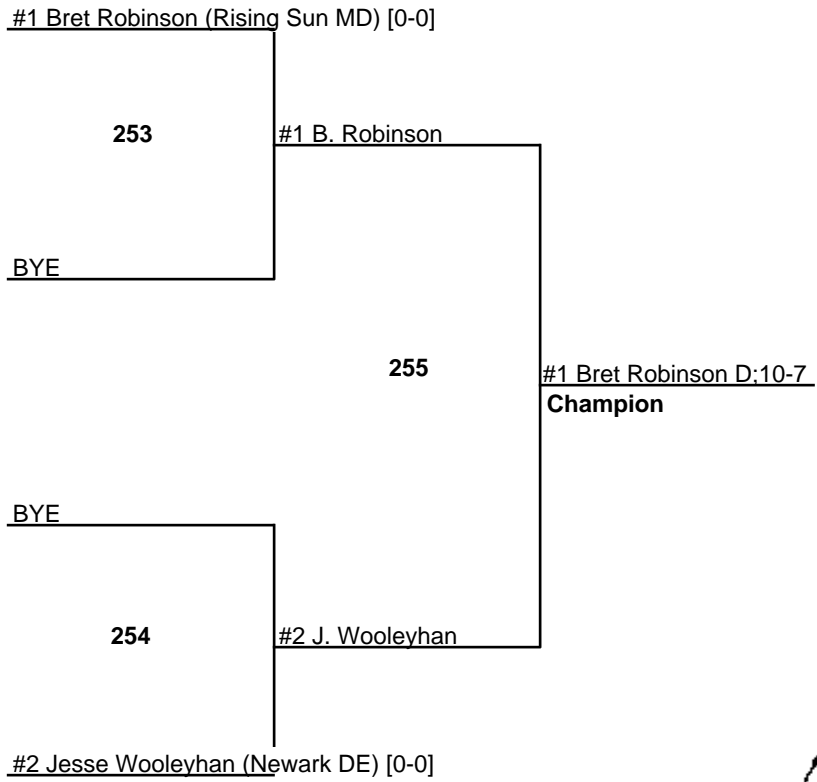 #1 Bret Robinson (Rising Sun MD) [0-0]
253
#1 B. Robinson
BYE
255
#1 Bret Robinson D;10-7
Champion
BYE
254
#2 J. Wooleyhan
#2 Jesse Wooleyhan (Newark DE) [0-0]